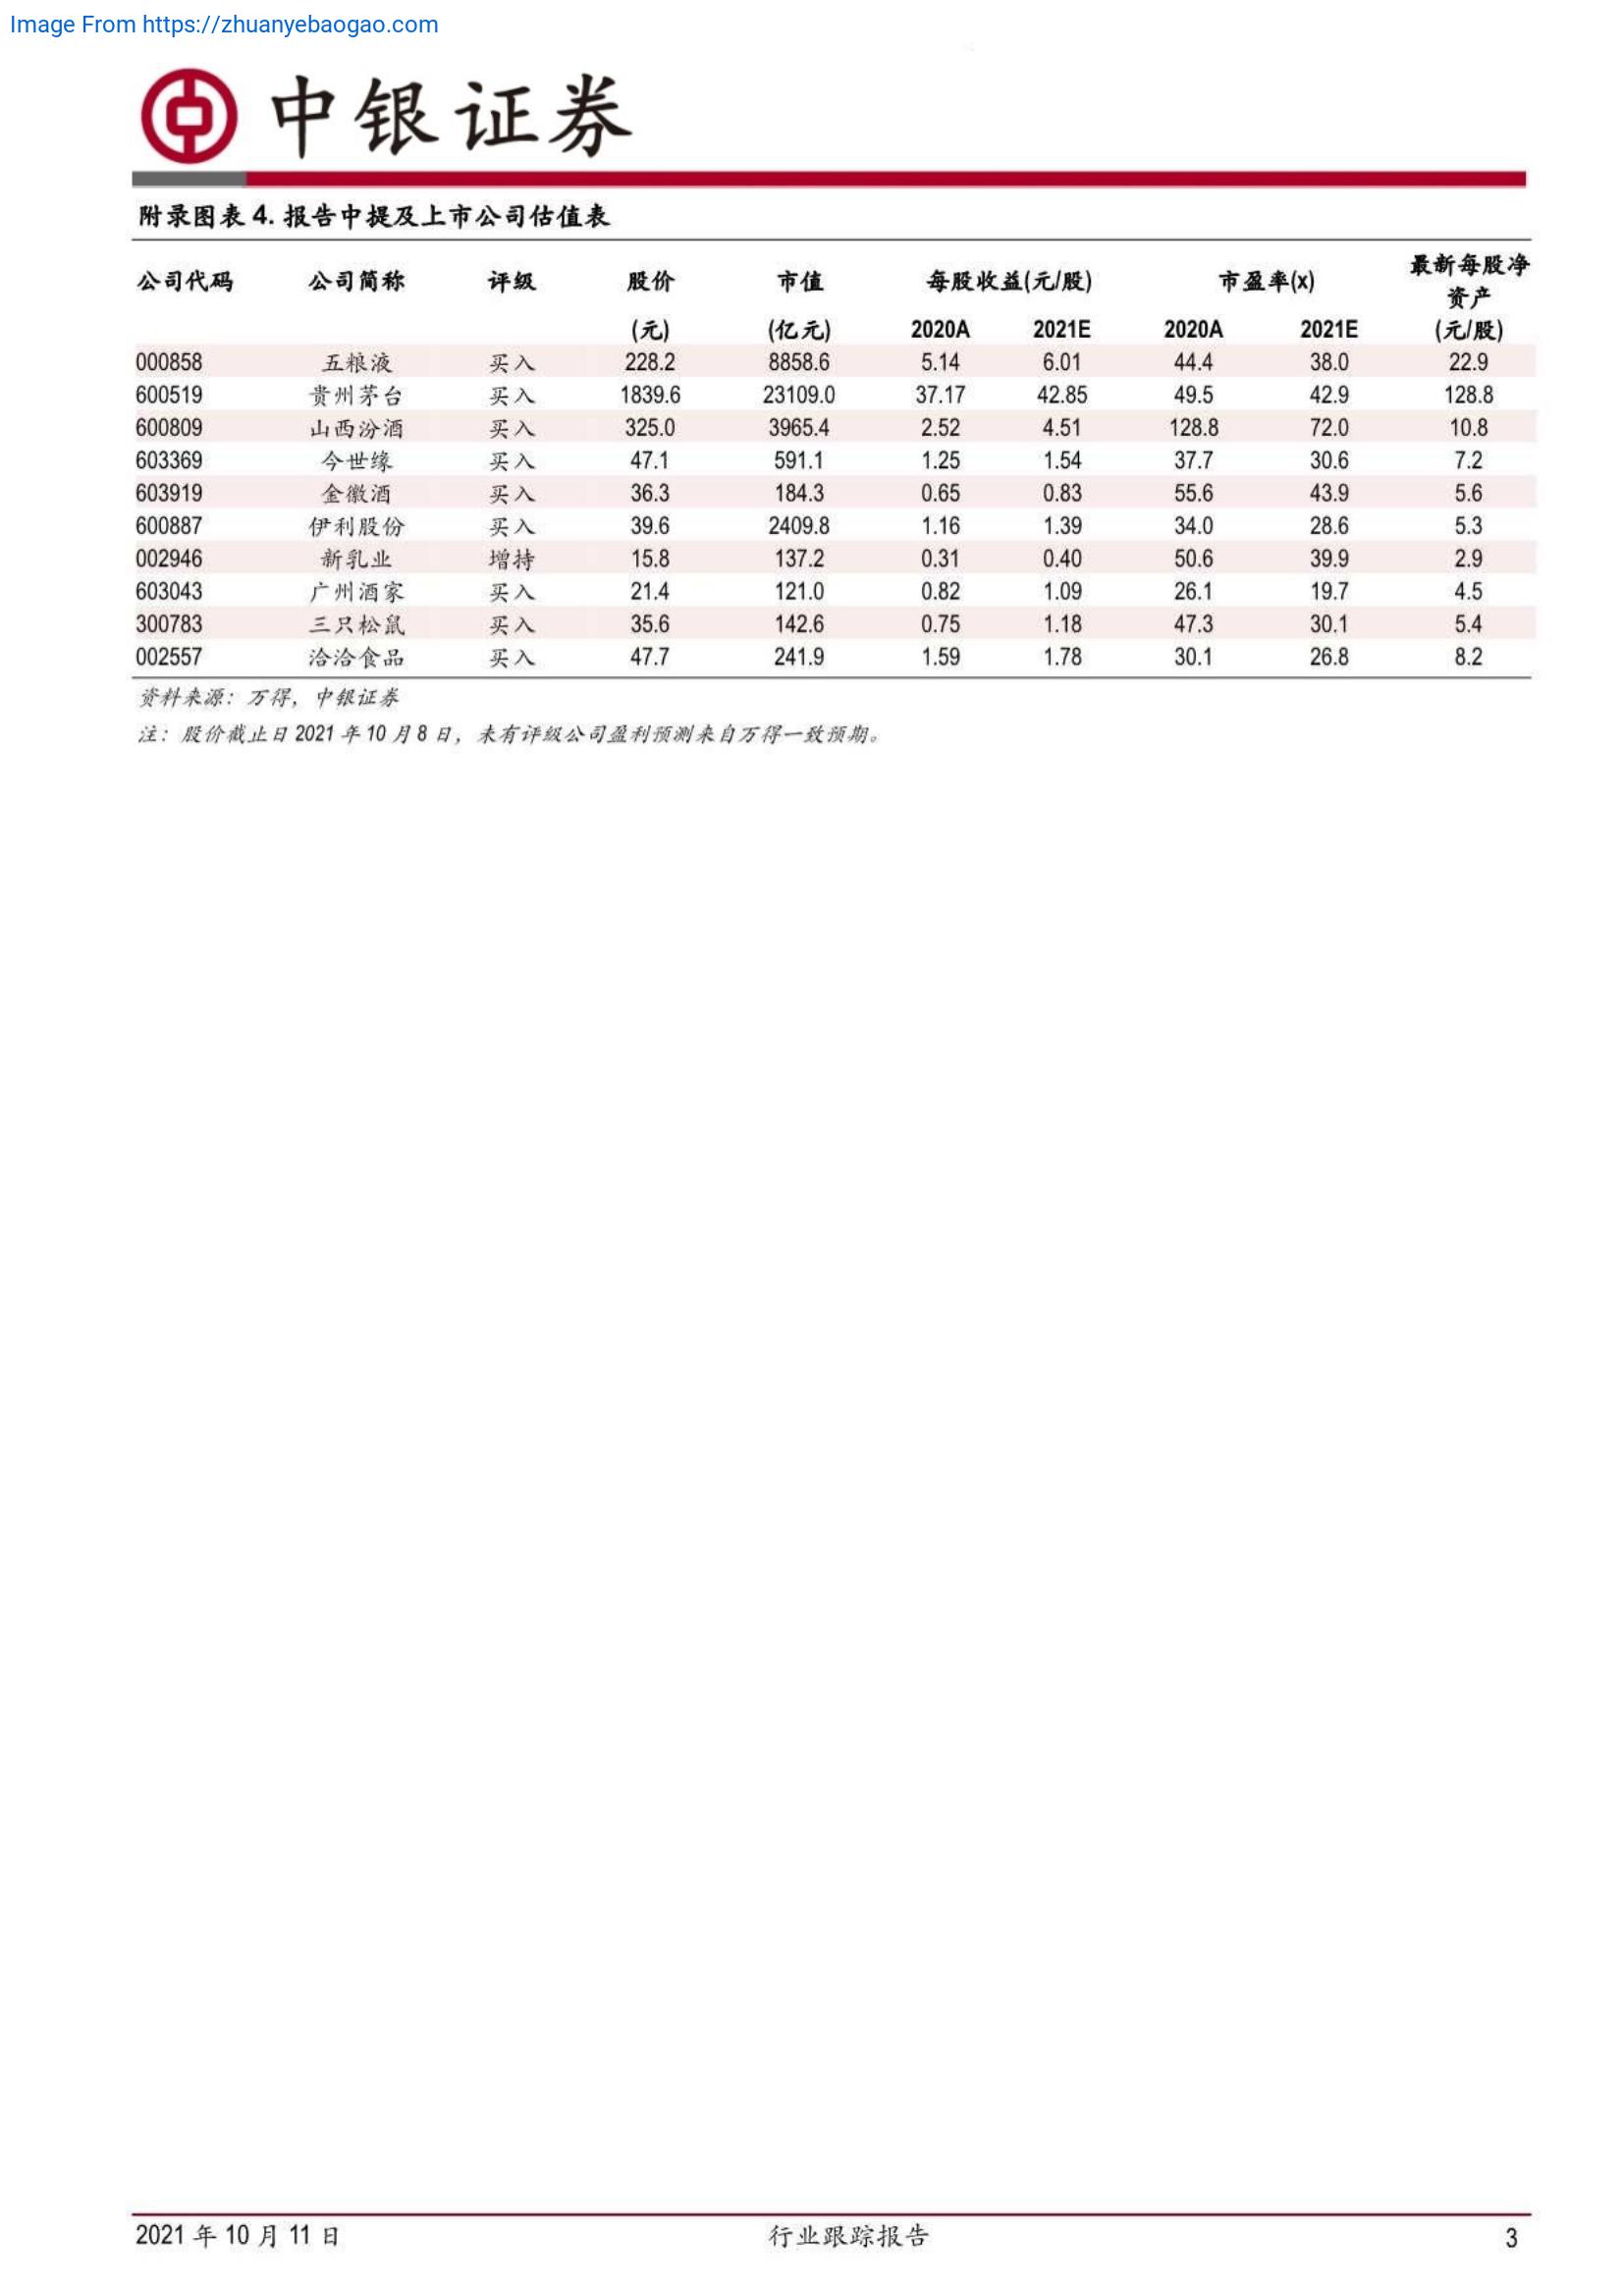 Image From https://zhuanyebaogao.com
中银证券
附录图表 4. 报告中提及上市公司估值表
公司代码 公司简称 评级 股价 市值 每股收益(元/股) 市盈率(x) 最新每股净资产
(元) (亿元) 2020A 2021E 2020A 2021E (元/股)
000858 五粮液 买入 228.2 8858.6 5.14 6.01 44.4 38.0 22.9
600519 贵州茅台 买入 1839.6 23109.0 37.17 42.85 49.5 42.9 128.8
600809 山西汾酒 买入 325.0 3965.4 2.52 4.51 128.8 72.0 10.8
603369 今世缘 买入 47.1 591.1 1.25 1.54 37.7 30.6 7.2
603919 金徽酒 买入 36.3 184.3 0.65 0.83 55.6 43.9 5.6
600887 伊利股份 买入 39.6 2409.8 1.16 1.39 34.0 28.6 5.3
002946 新乳业 增持 15.8 137.2 0.31 0.40 50.6 39.9 2.9
603043 广州酒家 买入 21.4 121.0 0.82 1.09 26.1 19.7 4.5
300783 三只松鼠 买入 35.6 142.6 0.75 1.18 47.3 30.1 5.4
002557 洽洽食品 买入 47.7 241.9 1.59 1.78 30.1 26.8 8.2
资料来源：万得，中银证券
注：股价截止日 2021 年 10 月 8 日，未有评级公司盈利预测来自万得一致预期。
2021 年 10 月 11 日 行业跟踪报告 3